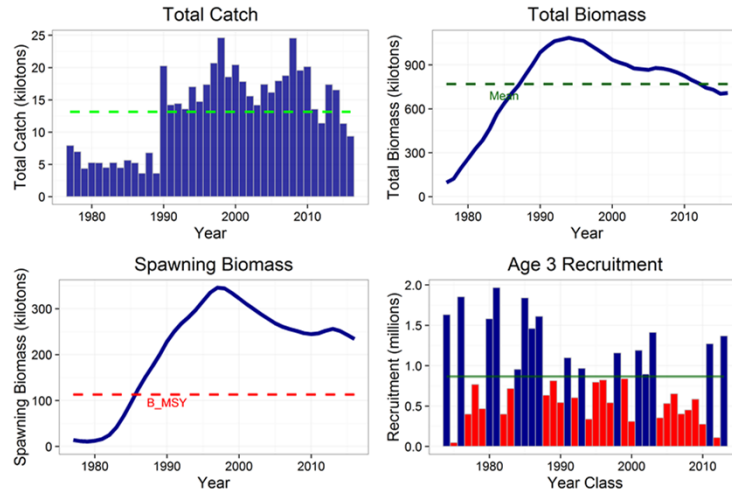 Total Catch
Total Catch (kilotons)
25
20
15
10
5
0
1980
1990
2000
2010
Year
Total Biomass
Total Biomass (kilotons)
900
600
300
0
Mean
1980
1990
2000
2010
Year
Spawning Biomass
Spawning Biomass (kilotons)
300
200
100
0
B_MSY
1980
1990
2000
2010
Year
Age 3 Recruitment
Recruitment (millions)
2.0
1.5
1.0
0.5
0.0
1980
1990
2000
2010
Year Class